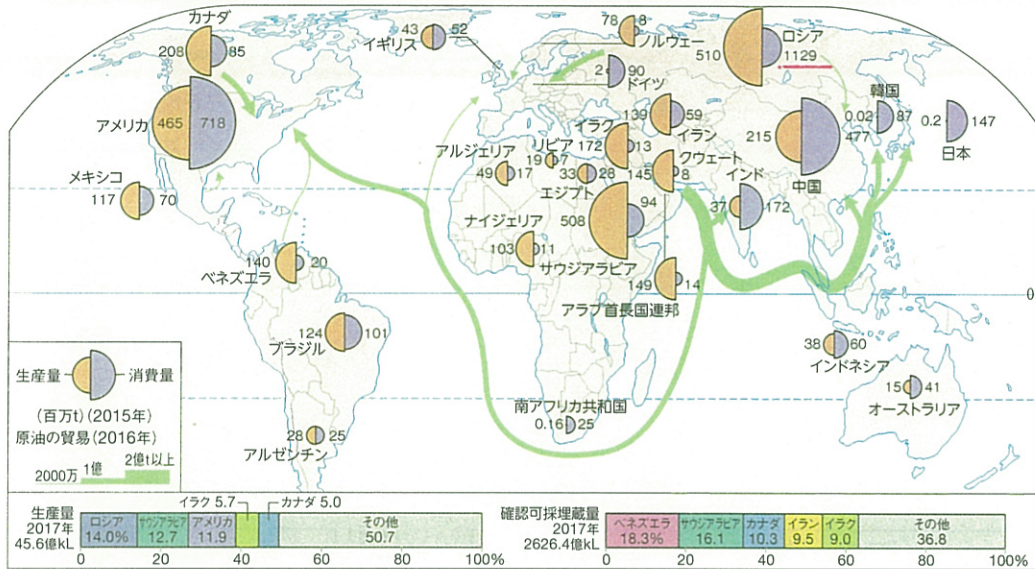 カナダ
208 85
43 52
イギリス
78 8
ノルウェー
ロシア
510 1129
2 90
ドイツ
アメリカ 465 718
139 59
イラン
韓国
0.02 87
0.2 147
日本
イラク
172 13
215 477
中国
リビア
19 7
アルジェリア
49 17
33 28
エジプト
クウェート
145 8
インド
37 172
メキシコ
117 70
94
508
サウジアラビア
ナイジェリア
103 11
140 20
ベネズエラ
149 14
アラブ首長国連邦
0
124 101
ブラジル
38 60
インドネシア
15 41
オーストラリア
南アフリカ共和国
0.16 25
28 25
アルゼンチン
生産量 消費量
(百万t)(2015年)
原油の貿易(2016年)
2000万 1億 2億t以上
生産量
2017年
45.6億kL
イラク 5.7 カナダ 5.0
ロシア サウジアラビア アメリカ その他
14.0% 12.7 11.9 50.7
0 20 40 60 80 100%
確認可採埋蔵量
2017年
2626.4億kL
ベネズエラ サウジアラビア カナダ イラン イラク その他
18.3% 16.1 10.3 9.5 9.0 36.8
0 20 40 60 80 100%